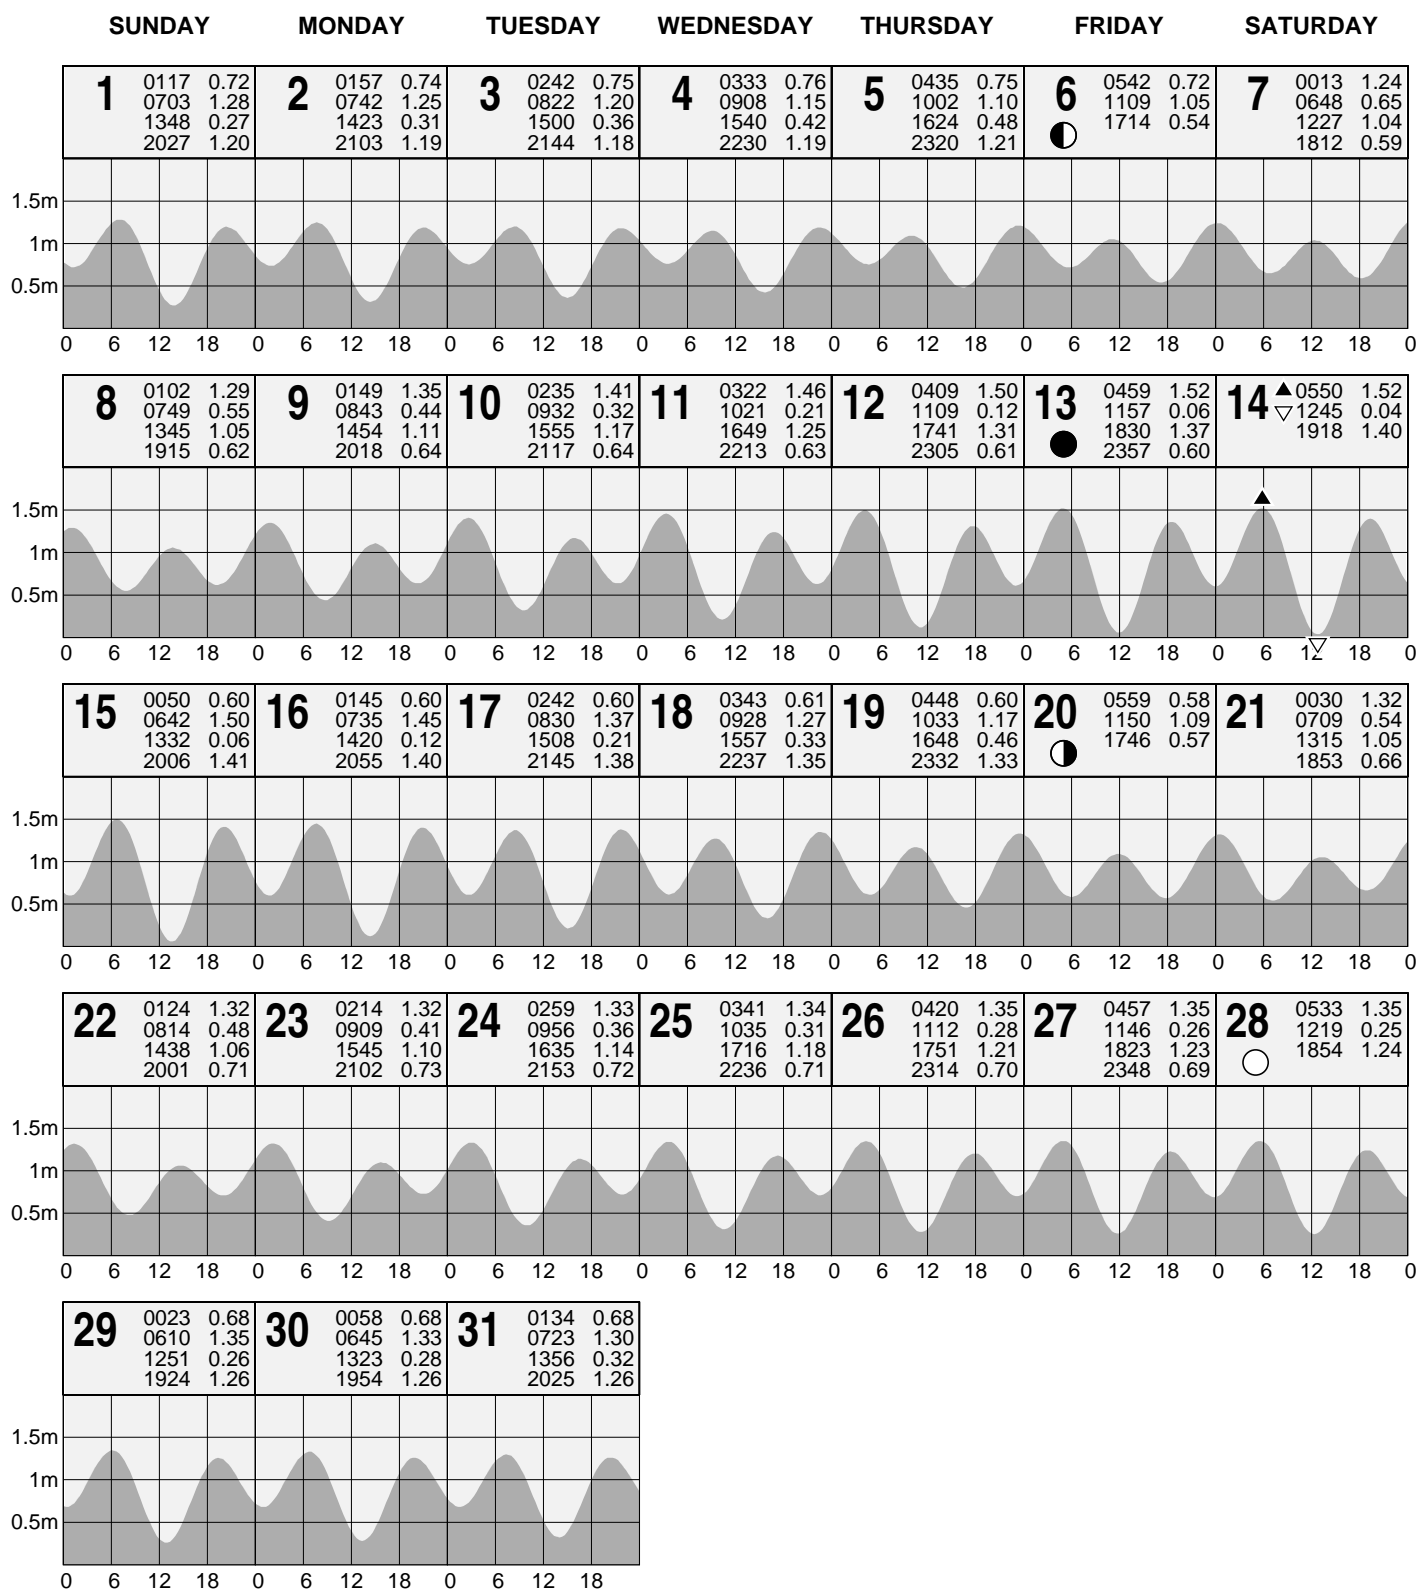 SUNDAY MONDAY TUESDAY WEDNESDAY THURSDAY FRIDAY SATURDAY
1 0117 0.72
0703 1.28
1348 0.27
2027 1.20
2 0157 0.74
0742 1.25
1423 0.31
2103 1.19
3 0242 0.75
0822 1.20
1500 0.36
2144 1.18
4 0333 0.76
0908 1.15
1540 0.42
2230 1.19
5 0435 0.75
1002 1.10
1624 0.48
2320 1.21
6 0542 0.72
1109 1.05
1714 0.54
7 0013 1.24
0648 0.65
1227 1.04
1812 0.59
1.5m
1m
0.5m
0 6 12 18 0 6 12 18 0 6 12 18 0 6 12 18 0 6 12 18 0 6 12 18 0 6 12 18 0
8 0102 1.29
0749 0.55
1345 1.05
1915 0.62
9 0149 1.35
0843 0.44
1454 1.11
2018 0.64
10 0235 1.41
0932 0.32
1555 1.17
2117 0.64
11 0322 1.46
1021 0.21
1649 1.25
2213 0.63
12 0409 1.50
1109 0.12
1741 1.31
2305 0.61
13 0459 1.52
1157 0.06
1830 1.37
2357 0.60
14 0550 1.52
1245 0.04
1918 1.40
1.5m
1m
0.5m
0 6 12 18 0 6 12 18 0 6 12 18 0 6 12 18 0 6 12 18 0 6 12 18 0 6 12 18 0
15 0050 0.60
0642 1.50
1332 0.06
2006 1.41
16 0145 0.60
0735 1.45
1420 0.12
2055 1.40
17 0242 0.60
0830 1.37
1508 0.21
2145 1.38
18 0343 0.61
0928 1.27
1557 0.33
2237 1.35
19 0448 0.60
1033 1.17
1648 0.46
2332 1.33
20 0559 0.58
1150 1.09
1746 0.57
21 0030 1.32
0709 0.54
1315 1.05
1853 0.66
1.5m
1m
0.5m
0 6 12 18 0 6 12 18 0 6 12 18 0 6 12 18 0 6 12 18 0 6 12 18 0 6 12 18 0
22 0124 1.32
0814 0.48
1438 1.06
2001 0.71
23 0214 1.32
0909 0.41
1545 1.10
2102 0.73
24 0259 1.33
0956 0.36
1635 1.14
2153 0.72
25 0341 1.34
1035 0.31
1716 1.18
2236 0.71
26 0420 1.35
1112 0.28
1751 1.21
2314 0.70
27 0457 1.35
1146 0.26
1823 1.23
2348 0.69
28 0533 1.35
1219 0.25
1854 1.24
1.5m
1m
0.5m
0 6 12 18 0 6 12 18 0 6 12 18 0 6 12 18 0 6 12 18 0 6 12 18 0 6 12 18 0
29 0023 0.68
0610 1.35
1251 0.26
1924 1.26
30 0058 0.68
0645 1.33
1323 0.28
1954 1.26
31 0134 0.68
0723 1.30
1356 0.32
2025 1.26
1.5m
1m
0.5m
0 6 12 18 0 6 12 18 0 6 12 18